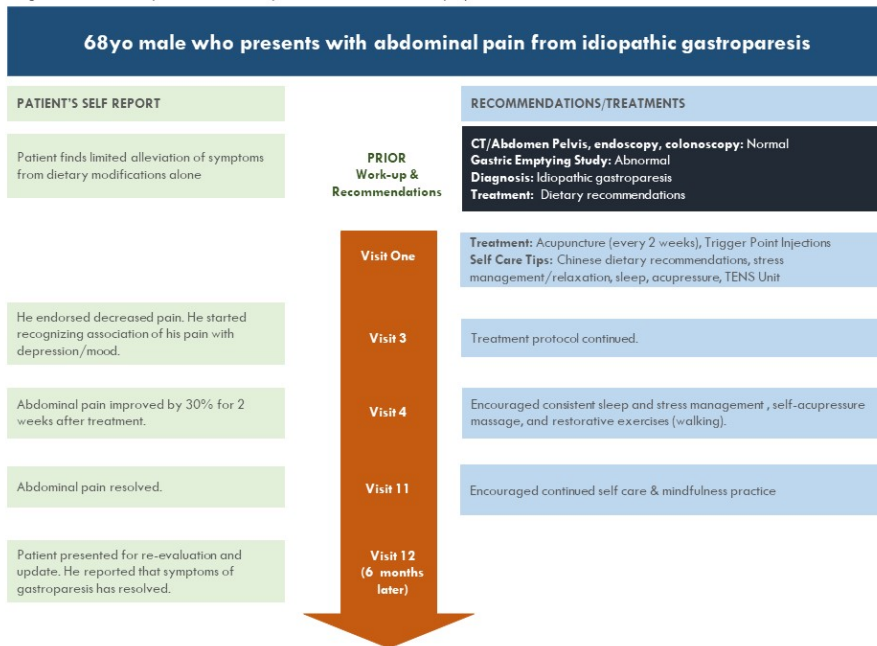 68yo male who presents with abdominal pain from idiopathic gastroparesis
PATIENT'S SELF REPORT
RECOMMENDATIONS/TREATMENTS
Patient finds limited alleviation of symptoms
from dietary modifications alone
PRIOR
Work-up &
Recommendations
CT/Abdomen Pelvis, endoscopy, colonoscopy: Normal
Gastric Emptying Study: Abnormal
Diagnosis: Idiopathic gastroparesis
Treatment: Dietary recommendations
Visit One
Treatment: Acupuncture (every 2 weeks), Trigger Point Injections
Self Care Tips: Chinese dietary recommendations, stress
management/relaxation, sleep, acupressure, TENS Unit
He endorsed decreased pain. He started
recognizing association of his pain with
depression/mood.
Visit 3
Treatment protocol continued.
Abdominal pain improved by 30% for 2
weeks after treatment.
Visit 4
Encouraged consistent sleep and stress management , self-acupressure
massage, and restorative exercises (walking).
Abdominal pain resolved.
Visit 11
Encouraged continued self care & mindfulness practice
Patient presented for re-evaluation and
update. He reported that symptoms of
gastroparesis has resolved.
Visit 12
(6 months
later)